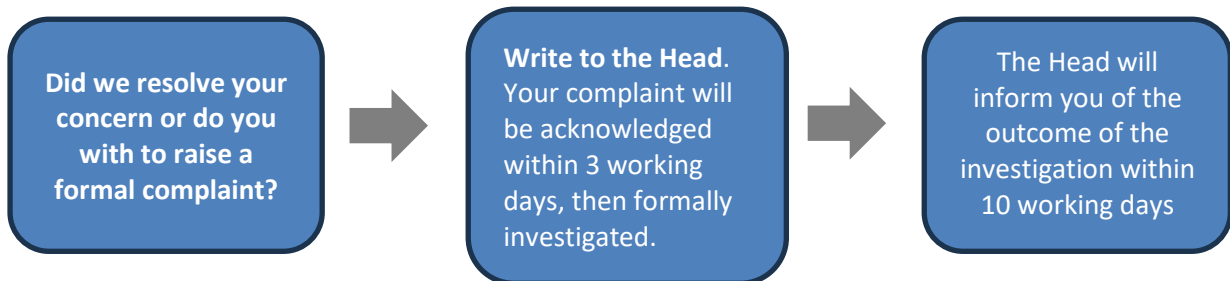 Did we resolve your
concern or do you
with to raise a
formal complaint?
Write to the Head.
Your complaint will
be acknowledged
within 3 working
days, then formally
investigated.
The Head will
inform you of the
outcome of the
investigation within
10 working days